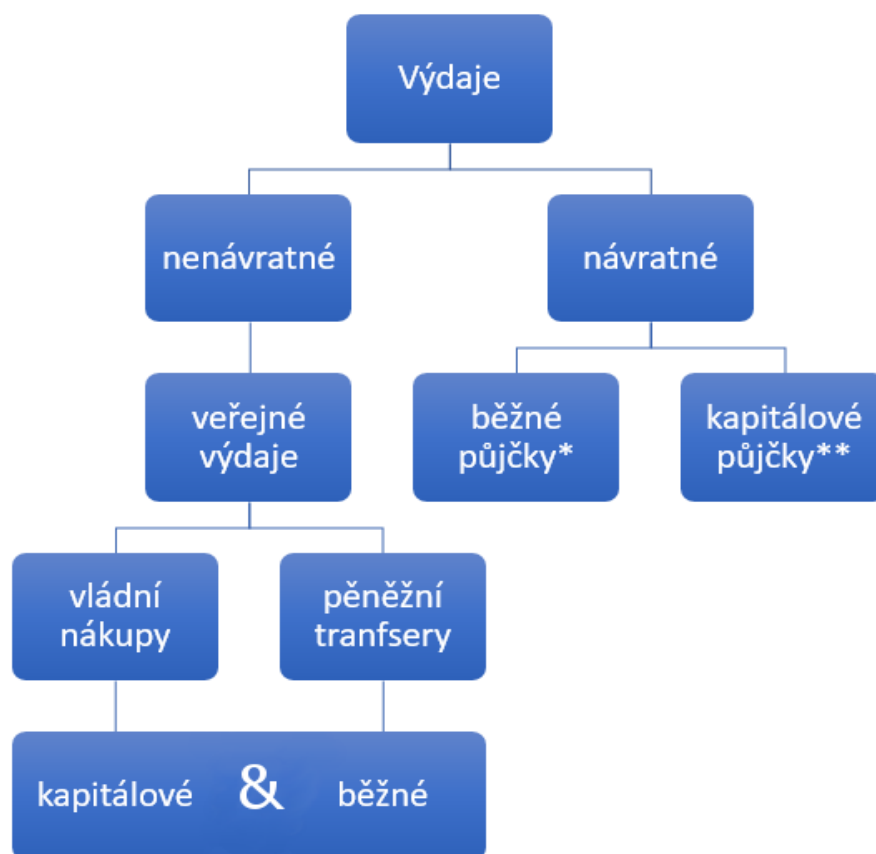 Výdaje
nenávratné
návratné
veřejné
výdaje
běžné
půjčky*
kapitálové
půjčky**
vládní
nákupy
pěněžní
tranfsery
kapitálové & běžné